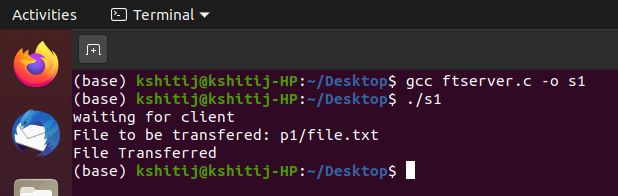 Activities
Terminal
(base) kshitij@kshitij-HP:~/Desktop$ gcc ftserver.c -o s1
(base) kshitij@kshitij-HP:~/Desktop$ ./s1
waiting for client
File to be transfered: p1/file.txt
File Transferred
(base) kshitij@kshitij-HP:~/Desktop$